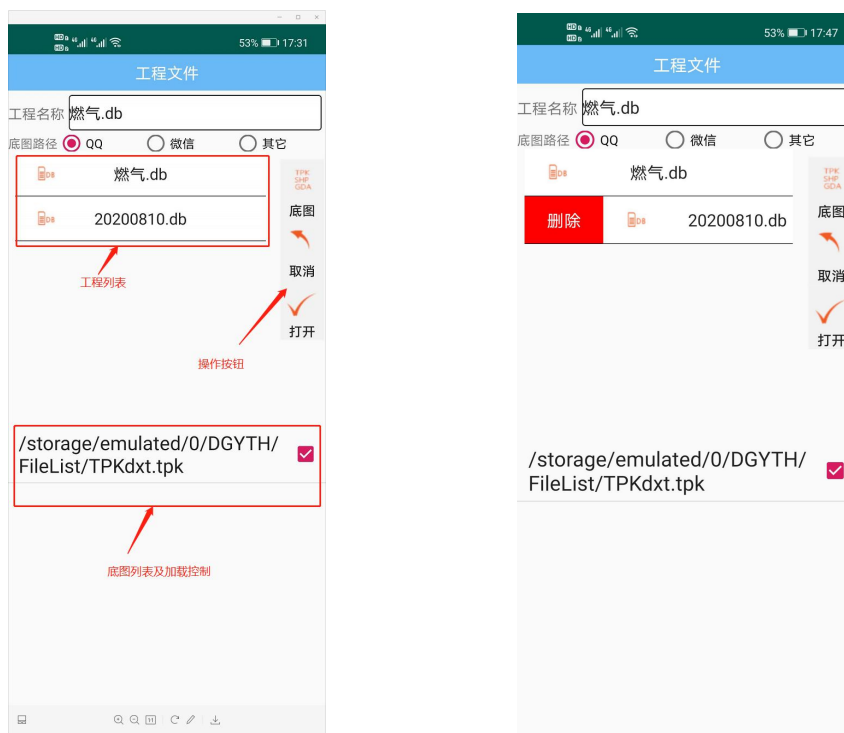 53% 17:31
工程文件
工程名称 燃气.db
底图路径 QQ 微信 其它
DB 燃气.db
TPK
SHP
GDA
底图
DB 20200810.db
取消
工程列表
打开
操作按钮
/storage/emulated/0/DGYTH/
FileList/TPKdxt.tpk
底图列表及加载控制
53% 17:47
工程文件
工程名称 燃气.db
底图路径 QQ 微信 其它
DB 燃气.db
TPK
SHP
GDA
底图
删除 DB 20200810.db
取消
打开
/storage/emulated/0/DGYTH/
FileList/TPKdxt.tpk